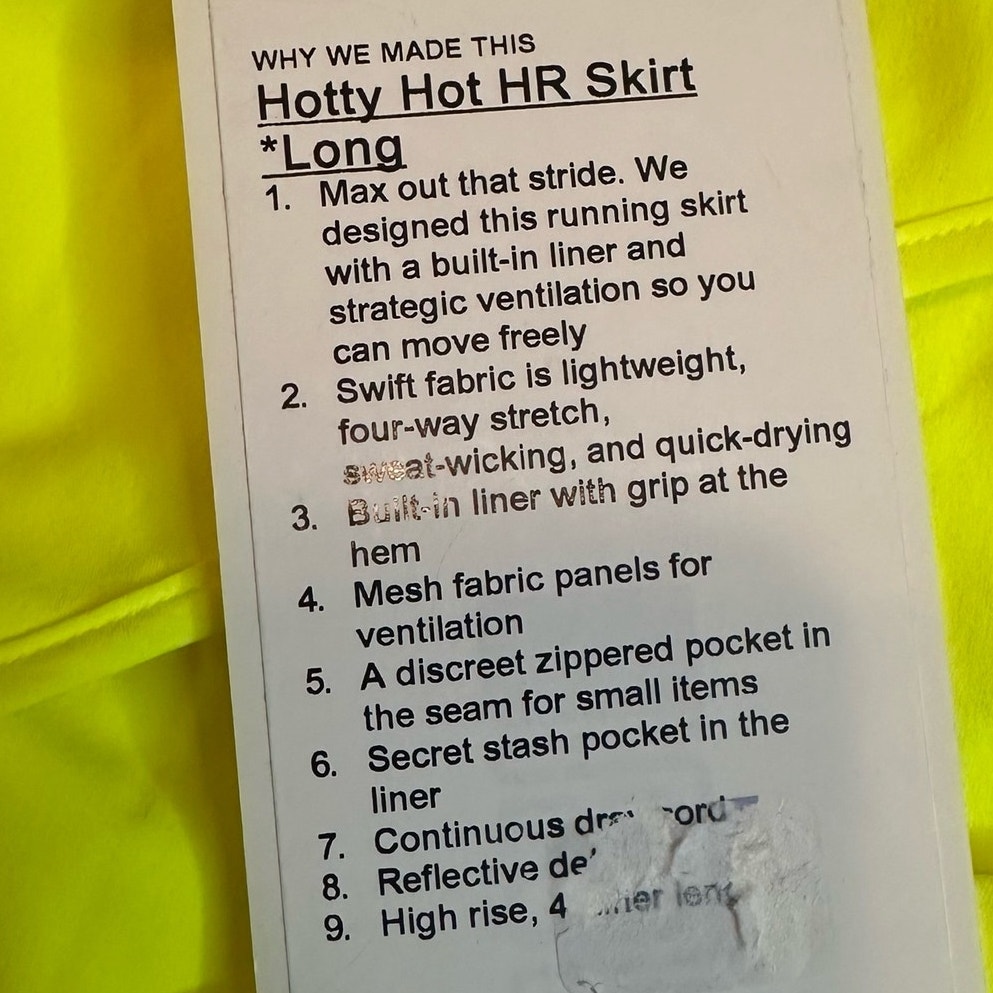 WHY WE MADE THIS
Hotty Hot HR Skirt
*Long
1. Max out that stride. We
designed this running skirt
with a built-in liner and
strategic ventilation so you
can move freely
2. Swift fabric is lightweight,
four-way stretch,
sweat-wicking, and quick-drying
3. Built-in liner with grip at the
hem
4. Mesh fabric panels for
ventilation
5. A discreet zippered pocket in
the seam for small items
6. Secret stash pocket in the
liner
7. Continuous
8. Reflective
9. High rise, 4